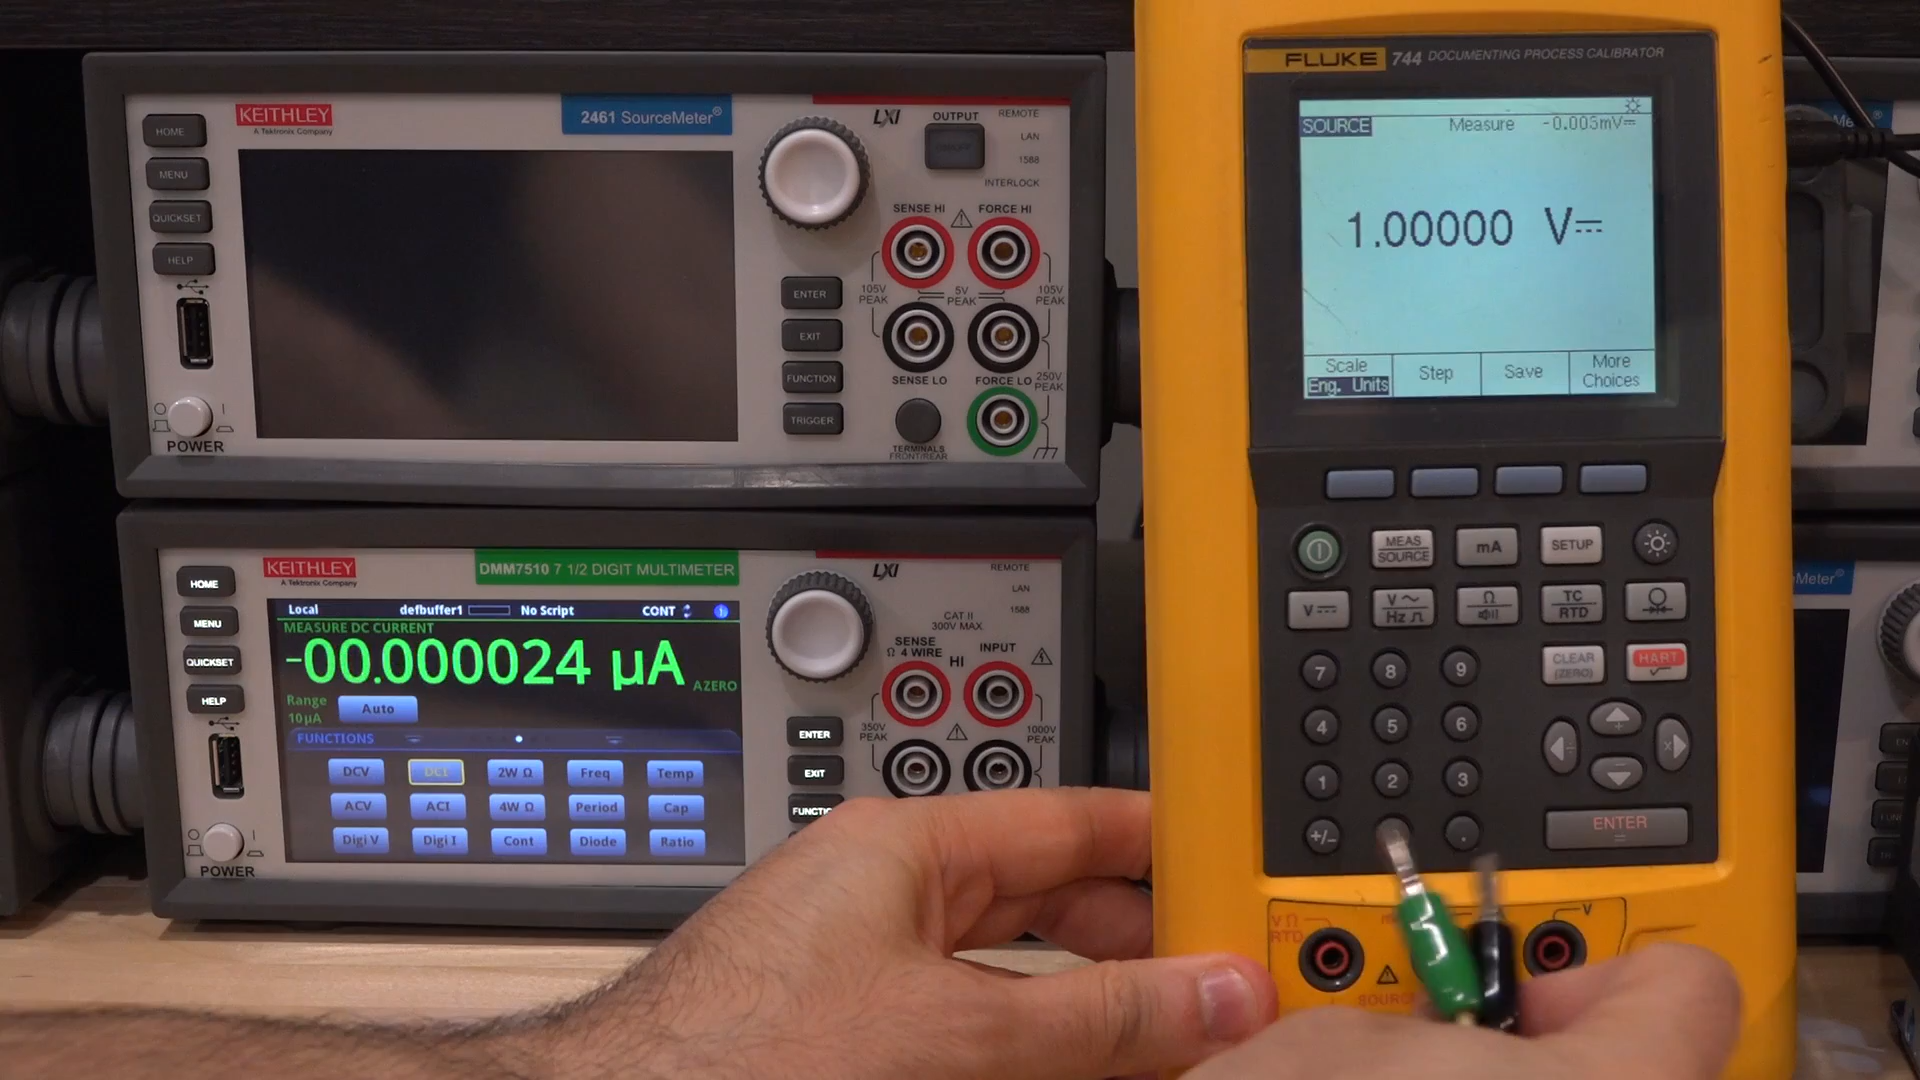 KEITHLEY
A Tektronix Company
2461 SourceMeter®
LXI
OUTPUT
ON/OFF
REMOTE
LAN
1588
INTERLOCK
HOME
MENU
QUICKSET
HELP
POWER
SENSE HI
FORCE HI
105V
PEAK
5V
PEAK
105V
PEAK
ENTER
EXIT
FUNCTION
TRIGGER
SENSE LO
FORCE LO
250V
PEAK
TERMINALS
FRONT/REAR
KEITHLEY
A Tektronix Company
DMM7510 7 1/2 DIGIT MULTIMETER
LXI
REMOTE
LAN
1588
CAT II
300V MAX
HOME
MENU
QUICKSET
HELP
POWER
Local
defbuffer1
No Script
CONT
MEASURE DC CURRENT
-00.000024 µA
AZERO
Range
10µA
Auto
FUNCTIONS
DCV
DCI
2W Ω
Freq
Temp
ACV
ACI
4W Ω
Period
Cap
Digi V
Digi I
Cont
Diode
Ratio
SENSE
Ω 4 WIRE
HI
INPUT
350V
PEAK
1000V
PEAK
ENTER
EXIT
FLUKE 744 DOCUMENTING PROCESS CALIBRATOR
SOURCE Measure -0.003mV
1.00000 V
Scale
Eng. Units
Step
Save
More
Choices
MEAS
SOURCE
mA
SETUP
V
V
Hz
Ω
TC
RTD
7
8
9
CLEAR
(ZERO)
HART
4
5
6
1
2
3
+/-
.
ENTER
=
V Ω
RTD
V
SOURCE